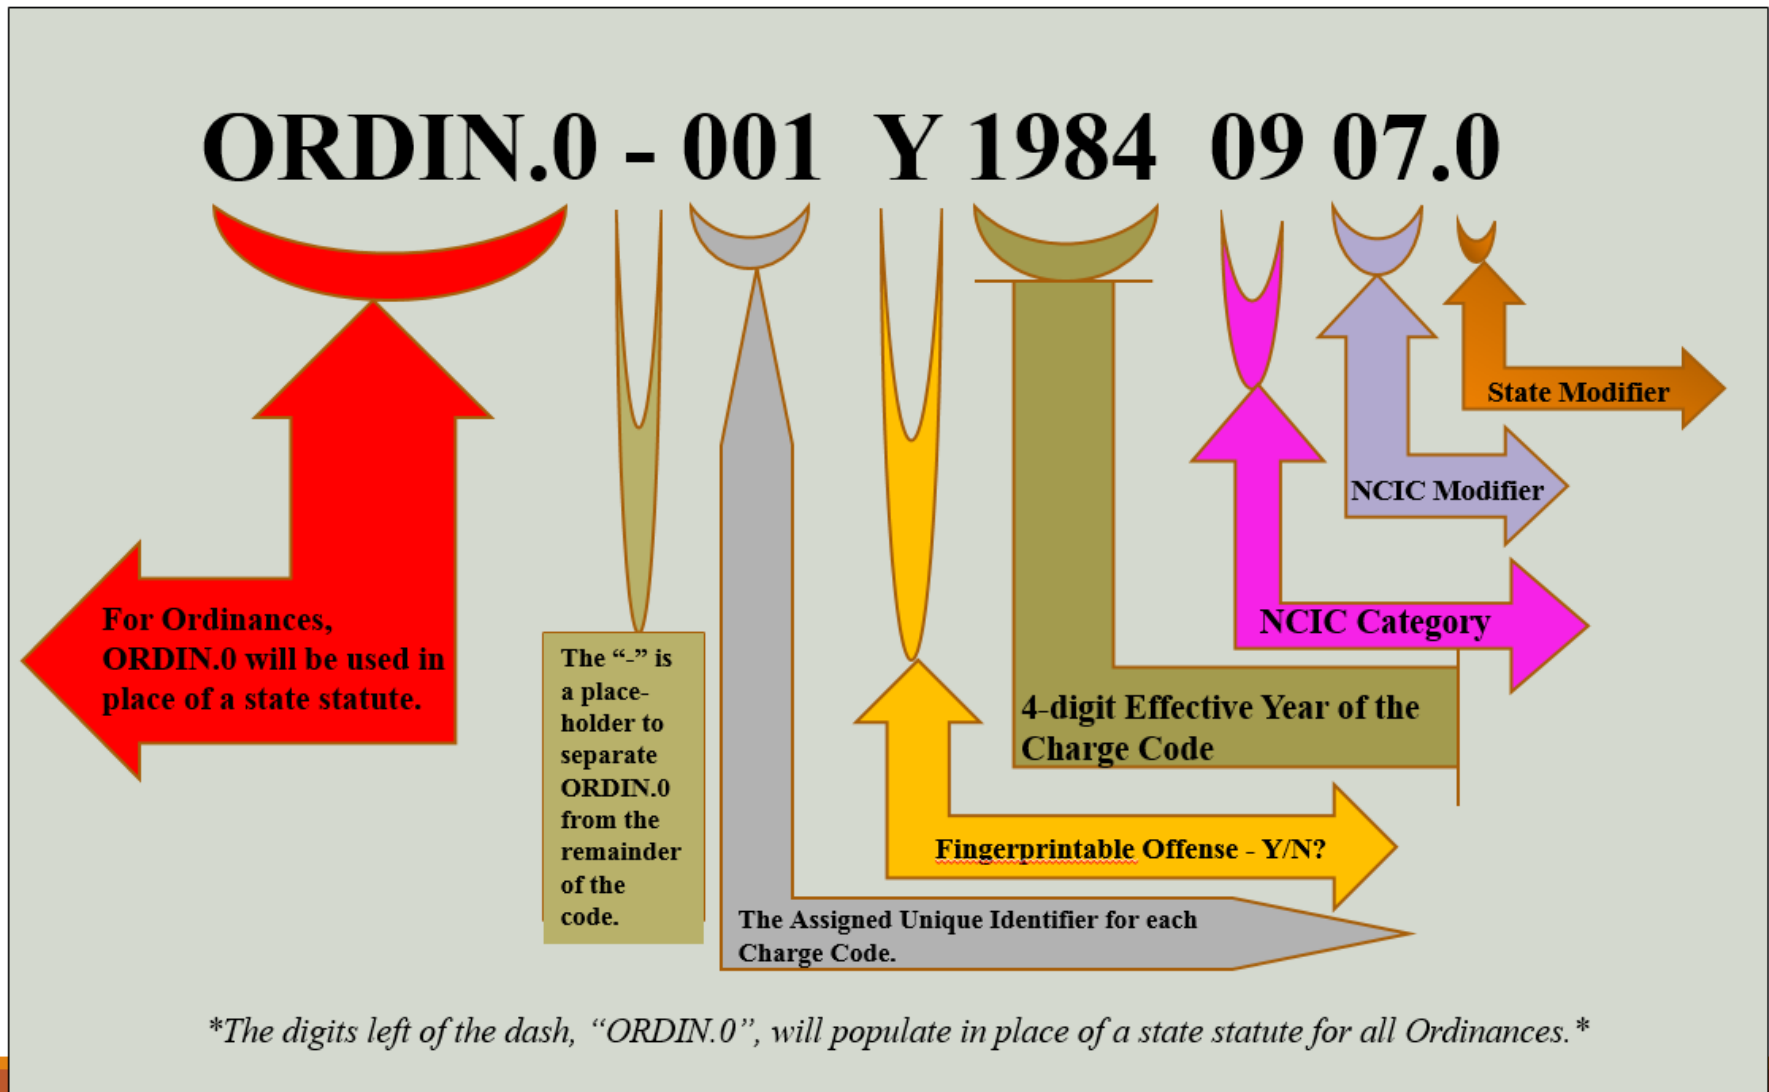 ORDIN.0 - 001 Y 1984 09 07.0
State Modifier
NCIC Modifier
NCIC Category
For Ordinances,
ORDIN.0 will be used in
place of a state statute.
The “-” is
a place-
holder to
separate
ORDIN.0
from the
remainder
of the
code.
4-digit Effective Year of the
Charge Code
Fingerprintable Offense - Y/N?
The Assigned Unique Identifier for each
Charge Code.
*The digits left of the dash, “ORDIN.0”, will populate in place of a state statute for all Ordinances.*